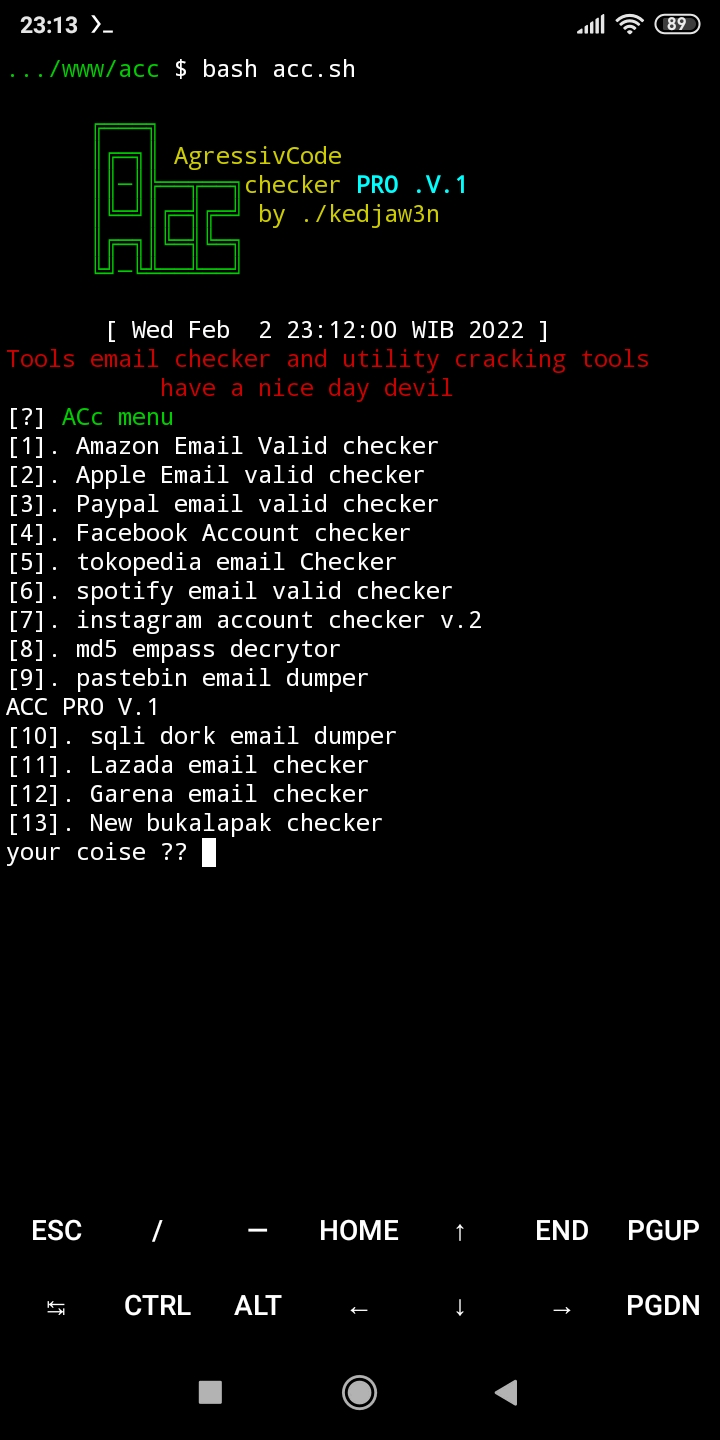 23:13
89
.../www/acc $ bash acc.sh
AgressivCode
checker PRO .V.1
by ./kedjaw3n
[ Wed Feb  2 23:12:00 WIB 2022 ]
Tools email checker and utility cracking tools
have a nice day devil
[?] ACc menu
[1]. Amazon Email Valid checker
[2]. Apple Email valid checker
[3]. Paypal email valid checker
[4]. Facebook Account checker
[5]. tokopedia email Checker
[6]. spotify email valid checker
[7]. instagram account checker v.2
[8]. md5 empass decrytor
[9]. pastebin email dumper
ACC PRO V.1
[10]. sqli dork email dumper
[11]. Lazada email checker
[12]. Garena email checker
[13]. New bukalapak checker
your coise ??
ESC / — HOME ↑ END PGUP
↹ CTRL ALT ← ↓ → PGDN